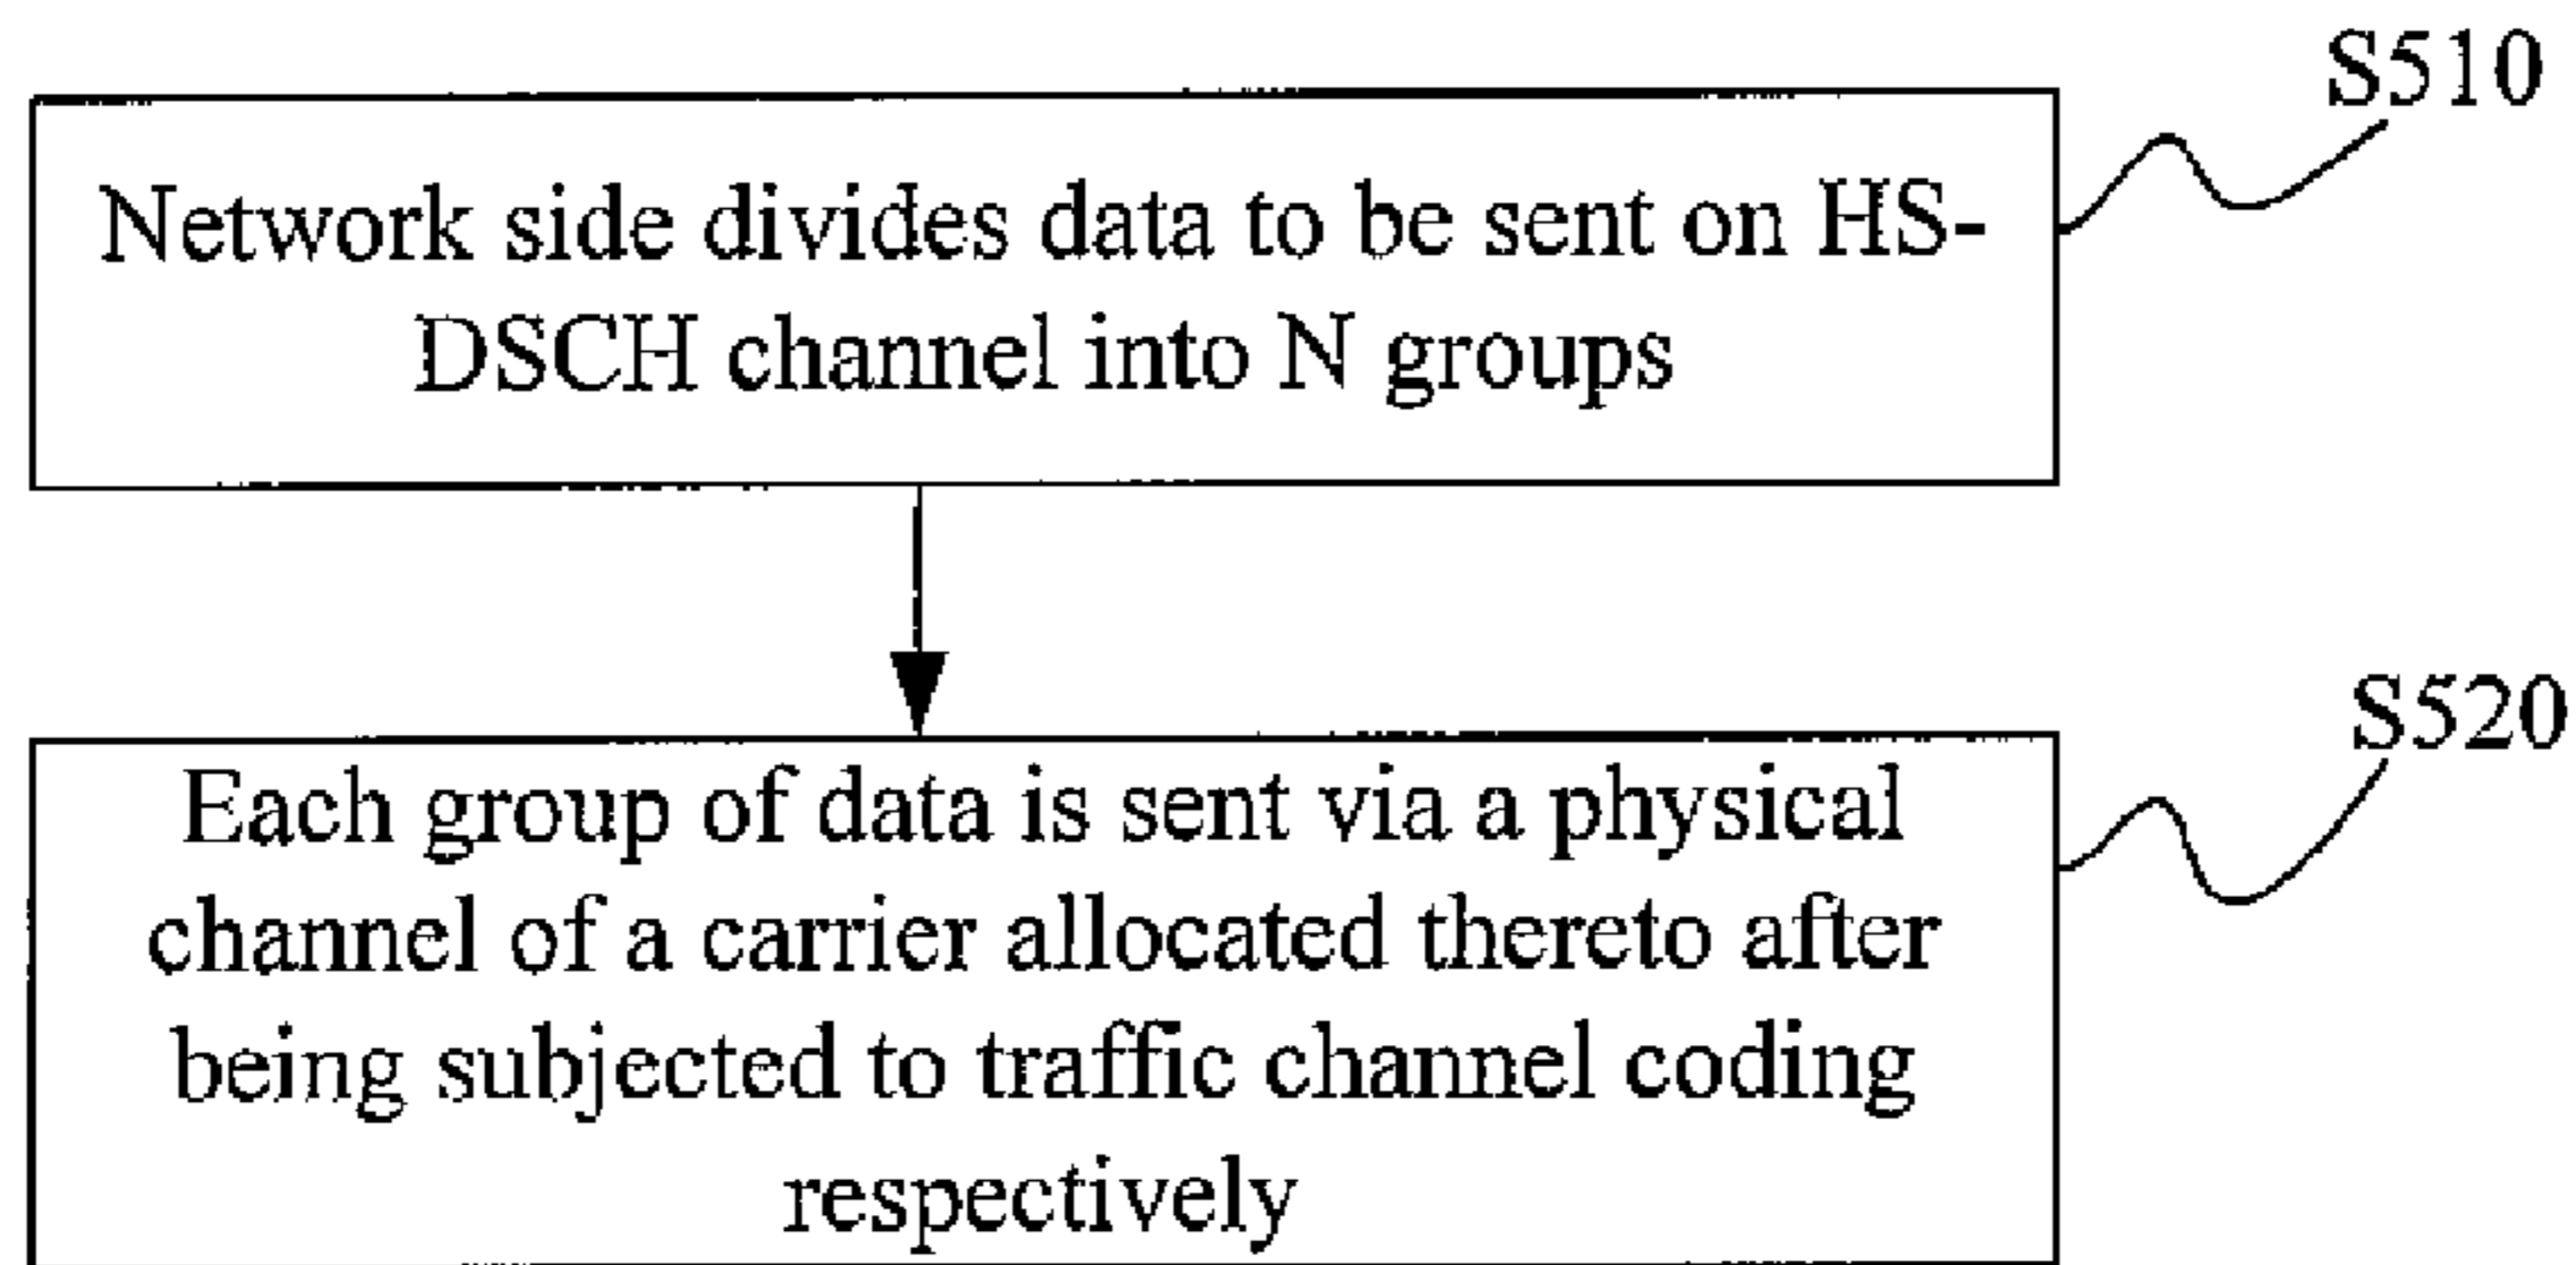 S510
Network side divides data to be sent on HS-
DSCH channel into N groups
S520
Each group of data is sent via a physical
channel of a carrier allocated thereto after
being subjected to traffic channel coding
respectively